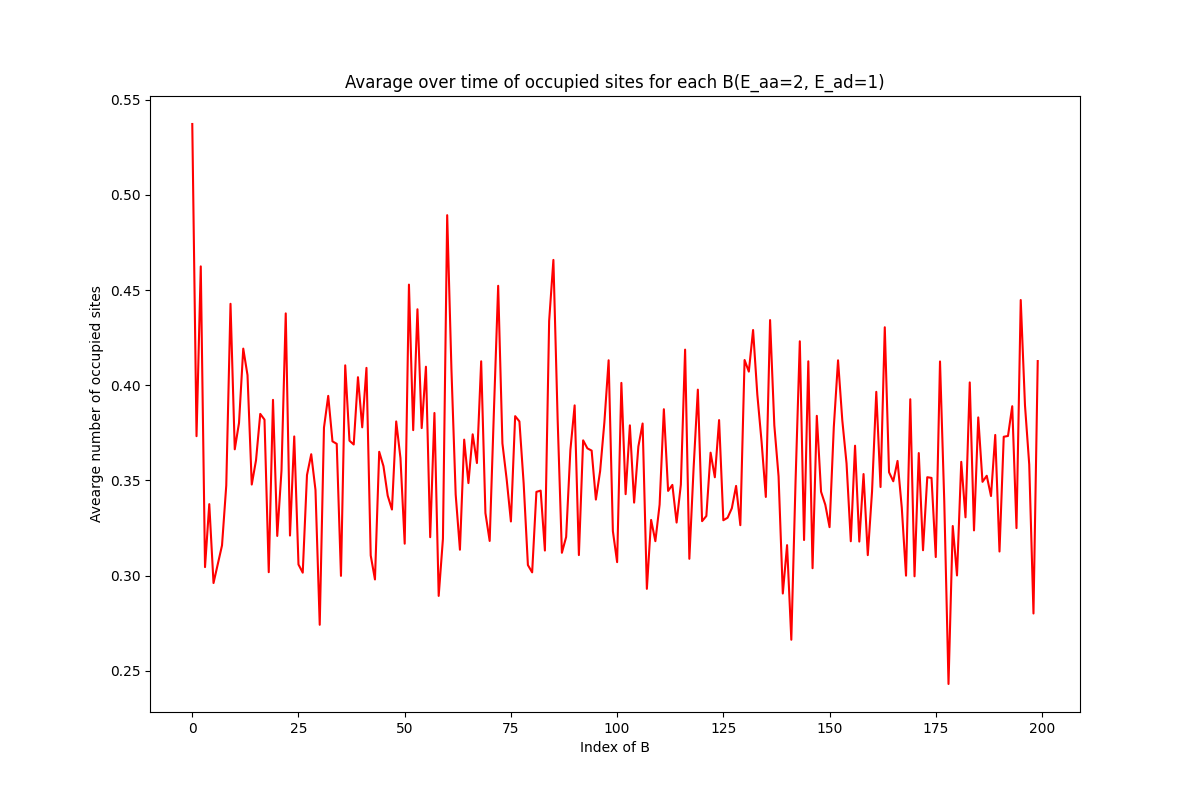 Avarage over time of occupied sites for each B(E_aa=2, E_ad=1)
0.55
0.50
0.45
0.40
0.35
0.30
0.25
Avearge number of occupied sites
0 25 50 75 100 125 150 175 200
Index of B